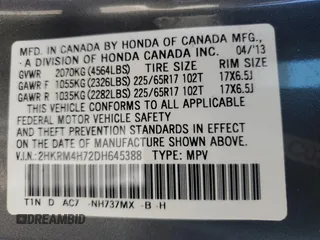 MFD. IN CANADA BY HONDA OF CANADA MFG.,
- A DIVISION OF HONDA CANADA INC. 04/13
GVWR 2070KG (4564LBS) TIRE SIZE RIM SIZE
GAWR F 1055KG (2326LBS) 225/65R17 102T 17X6.5J
GAWR R 1035KG (2282LBS) 225/65R17 102T 17X6.5J
THIS VEHICLE CONFORMS TO ALL APPLICABLE
FEDERAL MOTOR VEHICLE SAFETY AND
THEFT PREVENTION STANDARDS IN EFFECT ON
THE DATE OF MANUFACTURE SHOWN ABOVE.
V.I.N.:2HKRM4H72DH645388 TYPE: MPV
T1N D AC7 NH737MX -B-H
DREAMBID